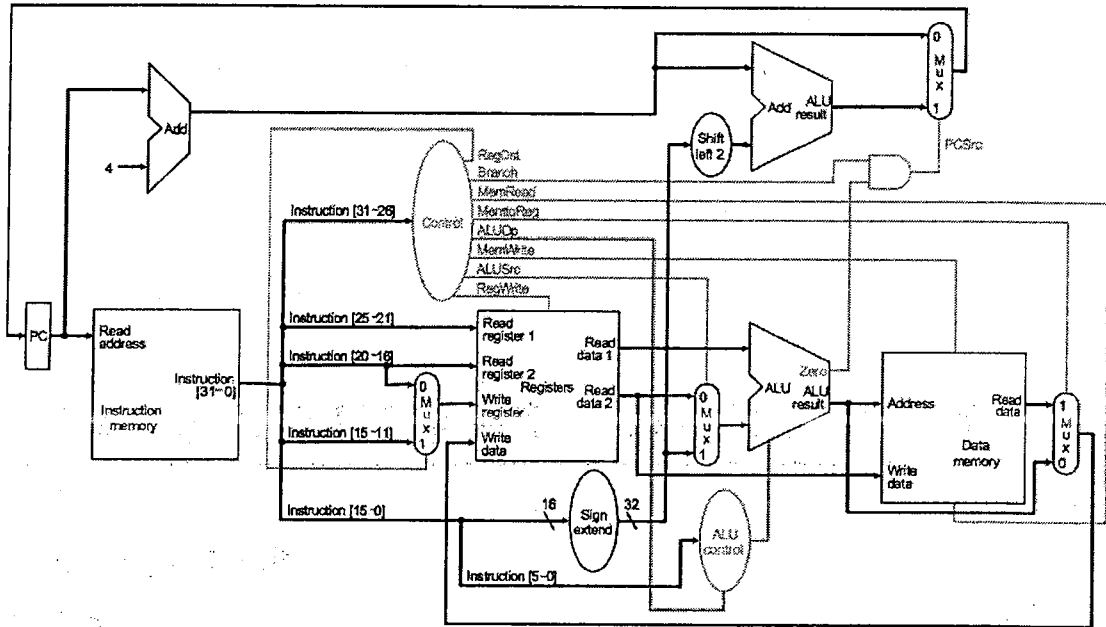 0
M
u
x
1
Add
ALU
result
Add
Shift
left 2
4
PCSrc
RegDst
Branch
MemRead
MemtoReg
ALUOp
MemWrite
ALUSrc
RegWrite
Control
Instruction [31-26]
Instruction [25-21]
Instruction [20-16]
Instruction [15-11]
Instruction [15-0]
Instruction [5-0]
PC
Read
address
Instruction
[31-0]
Instruction
memory
0
M
u
x
1
Read
register 1
Read
register 2
Write
register
Write
data
Registers
Read
data 1
Read
data 2
0
M
u
x
1
Zero
ALU
ALU
result
Address
Write
data
Read
data
Data
memory
1
M
u
x
0
16
Sign
extend
32
ALU
control